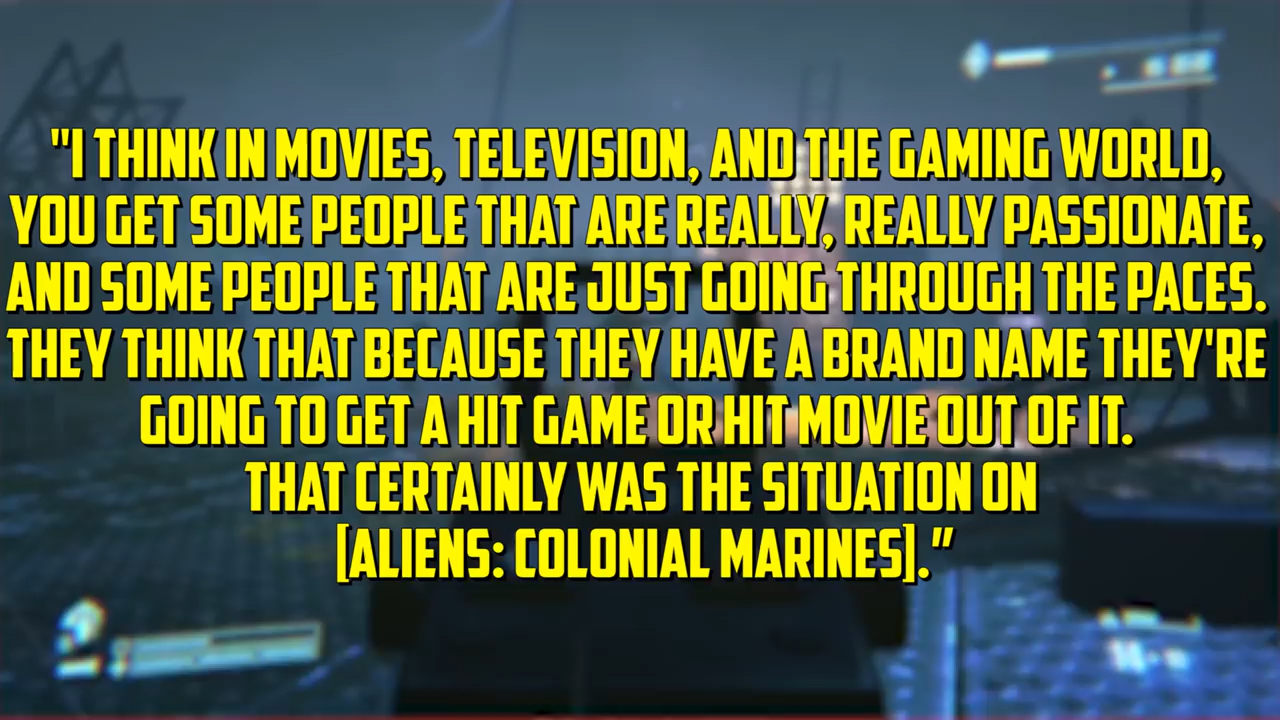 "I THINK IN MOVIES, TELEVISION, AND THE GAMING WORLD,
YOU GET SOME PEOPLE THAT ARE REALLY, REALLY PASSIONATE,
AND SOME PEOPLE THAT ARE JUST GOING THROUGH THE PACES.
THEY THINK THAT BECAUSE THEY HAVE A BRAND NAME THEY'RE
GOING TO GET A HIT GAME OR HIT MOVIE OUT OF IT.
THAT CERTAINLY WAS THE SITUATION ON
[ALIENS: COLONIAL MARINES]."